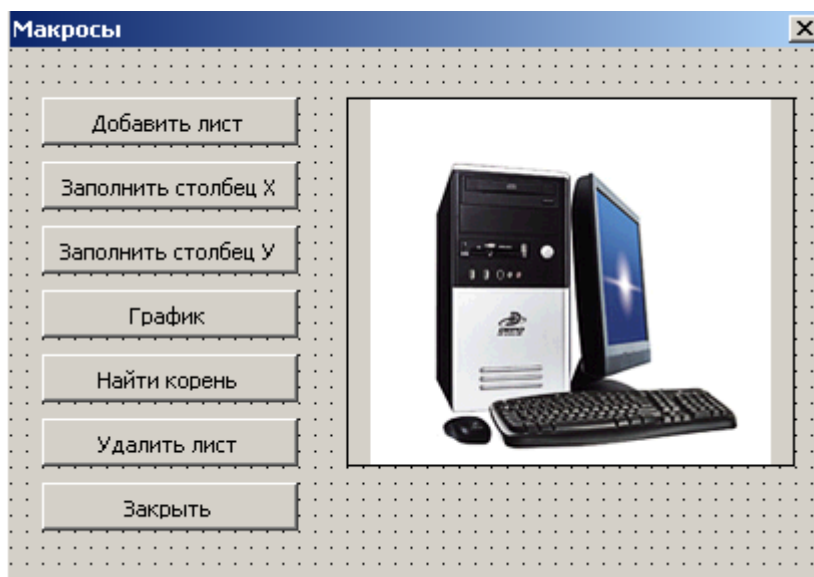 Макросы
Добавить лист
Заполнить столбец X
Заполнить столбец У
График
Найти корень
Удалить лист
Закрыть